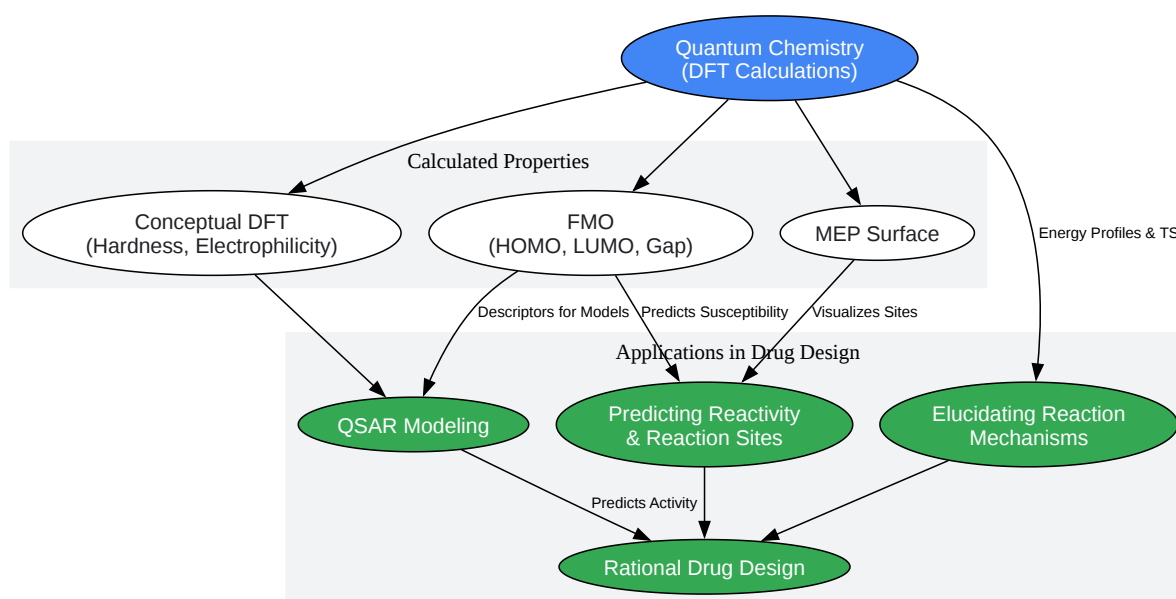 Quantum Chemistry
(DFT Calculations)
Calculated Properties
Conceptual DFT
(Hardness, Electrophilicity)
FMO
(HOMO, LUMO, Gap)
MEP Surface
Energy Profiles & TS
Descriptors for Models
Predicts Susceptibility
Visualizes Sites
Applications in Drug Design
QSAR Modeling
Predicting Reactivity
& Reaction Sites
Elucidating Reaction
Mechanisms
Predicts Activity
Rational Drug Design